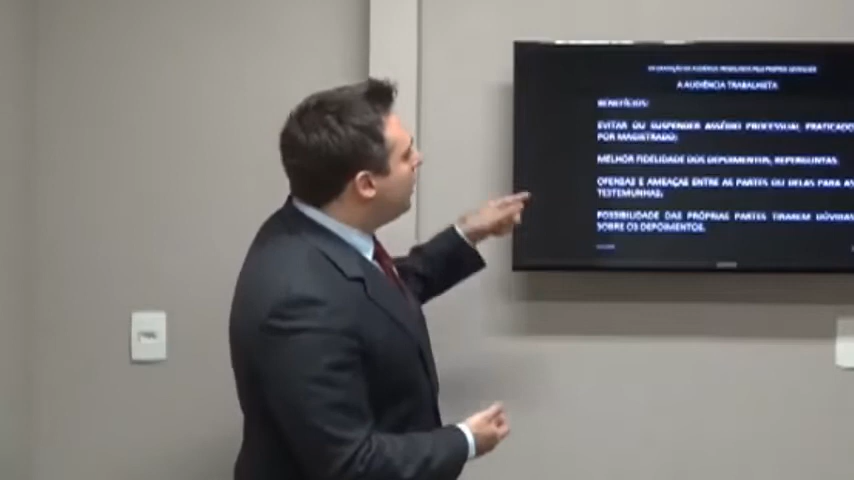 A AUDIÊNCIA TRABALHISTA
BENEFÍCIOS:
EVITAR OU SUSPENDER ASSÉDIO PROCESSUAL PRATICADO
POR MAGISTRADO;
MELHOR FIDELIDADE DOS DEPOIMENTOS, REPERGUNTAS.
OFENSAS E AMEAÇAS ENTRE AS PARTES OU DELAS PARA AS
TESTEMUNHAS;
POSSIBILIDADE DAS PRÓPRIAS PARTES TIRAREM DÚVIDAS
SOBRE OS DEPOIMENTOS.